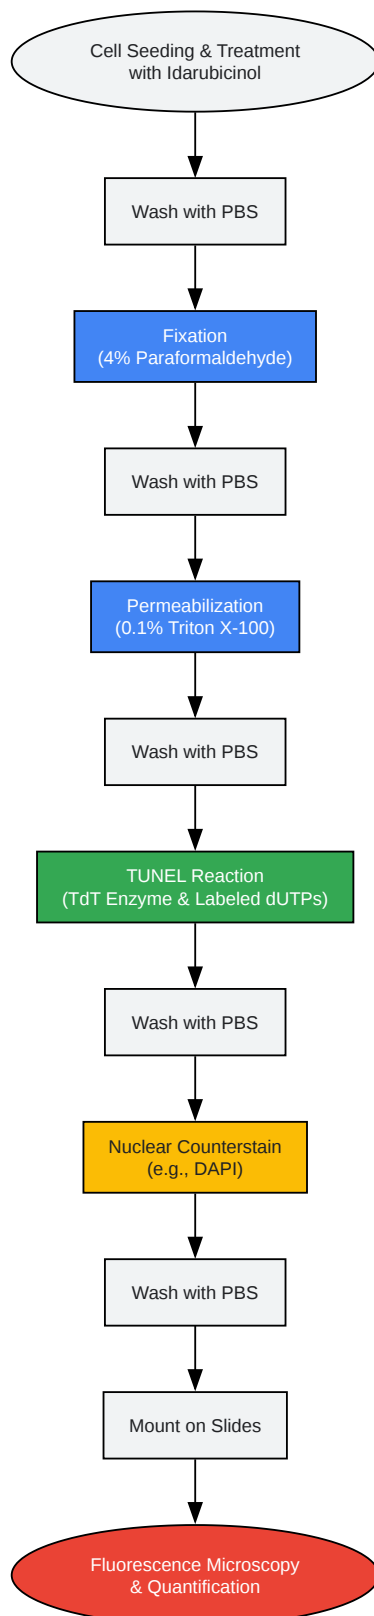 Cell Seeding & Treatment
with Idarubicinol
Wash with PBS
Fixation
(4% Paraformaldehyde)
Wash with PBS
Permeabilization
(0.1% Triton X-100)
Wash with PBS
TUNEL Reaction
(TdT Enzyme & Labeled dUTPs)
Wash with PBS
Nuclear Counterstain
(e.g., DAPI)
Wash with PBS
Mount on Slides
Fluorescence Microscopy
& Quantification